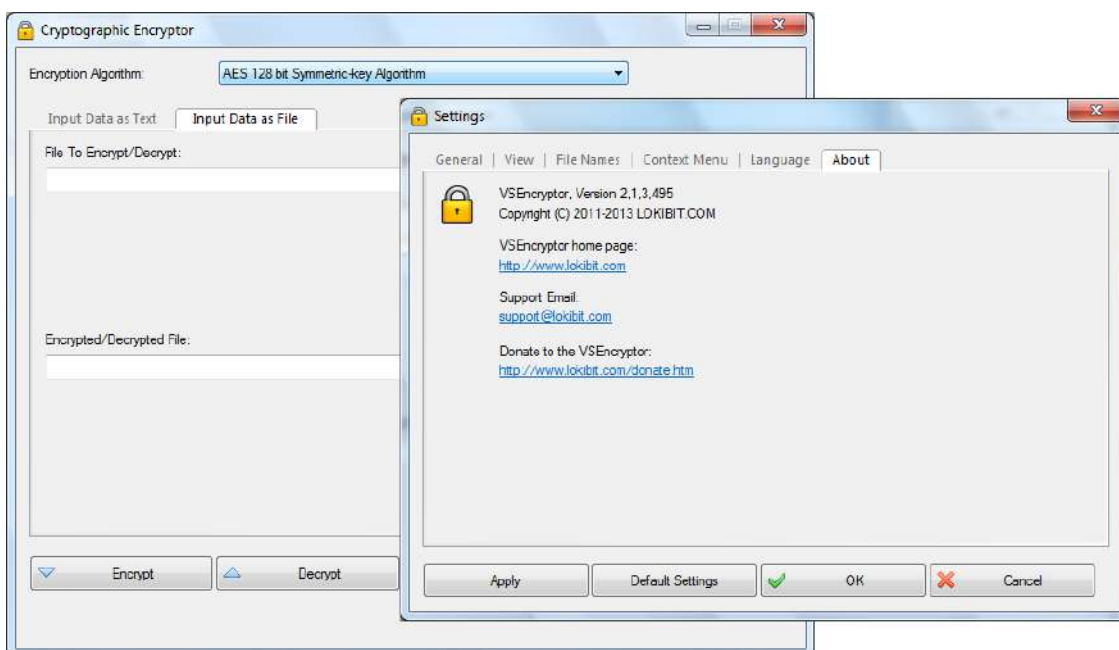 Cryptographic Encryptor
Encryption Algorithm:
AES 128 bit Symmetric-key Algorithm
Input Data as Text
Input Data as File
File To Encrypt/Decrypt:
Encrypted/Decrypted File:
Encrypt
Decrypt
Settings
General | View | File Names | Context Menu | Language
About
VSEncryptor, Version 2,1,3,495
Copyright (C) 2011-2013 LOKIBIT.COM
VSEncryptor home page:
http://www.lokibit.com
Support Email:
support@lokibit.com
Donate to the VSEncryptor:
http://www.lokibit.com/donate.htm
Apply
Default Settings
OK
Cancel